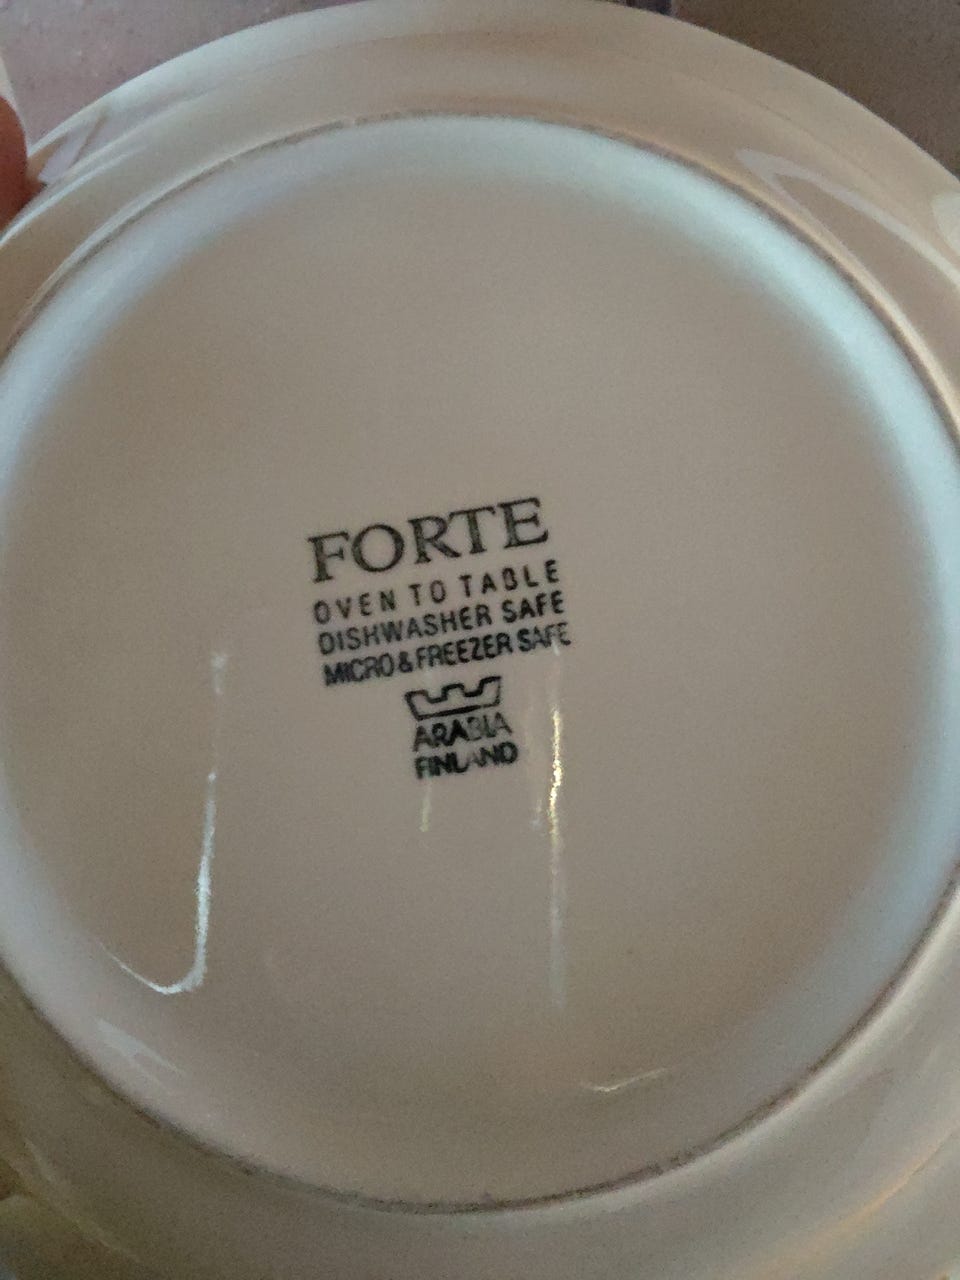 FORTE
OVEN TO TABLE
DISHWASHER SAFE
MICRO & FREEZER SAFE
ARABIA
FINLAND